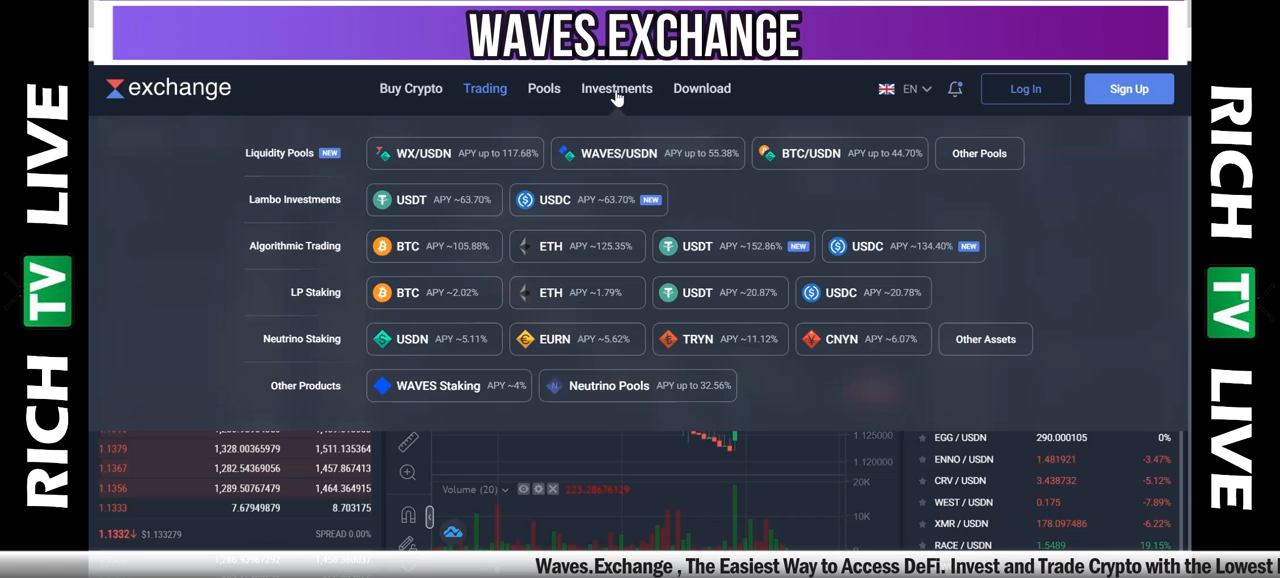 WAVES.EXCHANGE
RICH TV LIVE
exchange
Buy Crypto Trading Pools Investments Download
EN Log In Sign Up
Liquidity Pools NEW WX/USDN APY up to 117.68% WAVES/USDN APY up to 55.38% BTC/USDN APY up to 44.70% Other Pools
Lambo Investments USDT APY ~63.70% USDC APY ~63.70% NEW
Algorithmic Trading BTC APY ~105.88% ETH APY ~125.35% USDT APY ~152.86% NEW USDC APY ~134.40% NEW
LP Staking BTC APY ~2.02% ETH APY ~1.79% USDT APY ~20.87% USDC APY ~20.78%
Neutrino Staking USDN APY ~5.11% EURN APY ~5.62% TRYN APY ~11.12% CNYN APY ~6.07% Other Assets
Other Products WAVES Staking APY ~4% Neutrino Pools APY up to 32.56%
1.125000 EGG / USDN 290.000105 0%
1.1379 1,328.00365979 1,511.135364
ENNO / USDN 1.481921 -3.47%
1.1367 1,282.54369056 1,457.867413 1.120000
CRV / USDN 3.438732 -5.12%
1.1356 1,289.50767479 1,464.364915 Volume (20) 223.28676129 20K
WEST / USDN 0.175 -7.89%
1.1333 7.67949879 8.703175 10K
XMR / USDN 178.097486 -6.22%
1.1332↓ $1.133279 SPREAD 0.00%
RACE / USDN 1.5489 19.15%
Waves.Exchange , The Easiest Way to Access DeFi. Invest and Trade Crypto with the Lowest
RICH TV LIVE